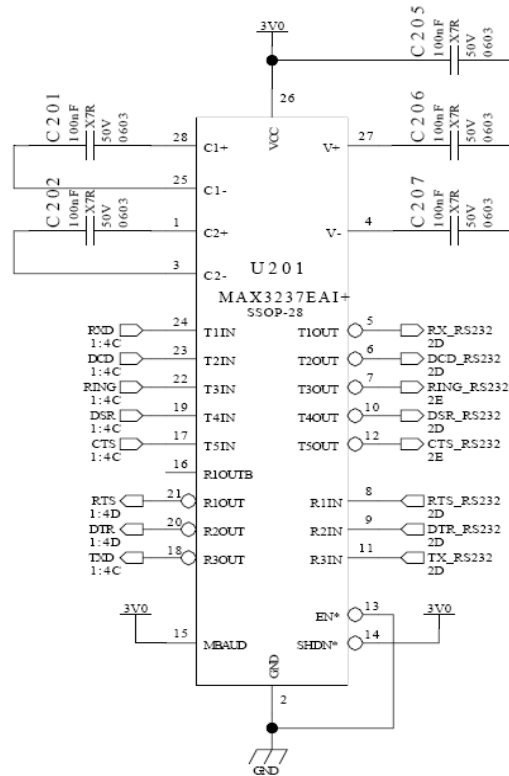 3V0
C205
100nF X7R
50V
0603
26
VCC
C201
100nF X7R
50V
0603
28 C1+
V+ 27
C206
100nF X7R
50V
0603
25 C1-
C202
100nF X7R
50V
0603
1 C2+
V- 4
C207
100nF X7R
50V
0603
3 C2-
U201
MAX3237EAI+
SSOP-28
RXD 24 T1IN T1OUT 5 RX_RS232
1:4C 2D
DCD 23 T2IN T2OUT 6 DCD_RS232
1:4C 2D
RING 22 T3IN T3OUT 7 RING_RS232
1:4C 2E
DSR 19 T4IN T4OUT 10 DSR_RS232
1:4C 2D
CTS 17 T5IN T5OUT 12 CTS_RS232
1:4C 2E
16 R1OUTB
RTS 21 R1OUT R1IN 8 RTS_RS232
1:4D 2D
DTR 20 R2OUT R2IN 9 DTR_RS232
1:4D 2D
TXD 18 R3OUT R3IN 11 TX_RS232
1:4C 2D
EN* 13
3V0 3V0
15 MBAUD SHDN* 14
GND
2
GND